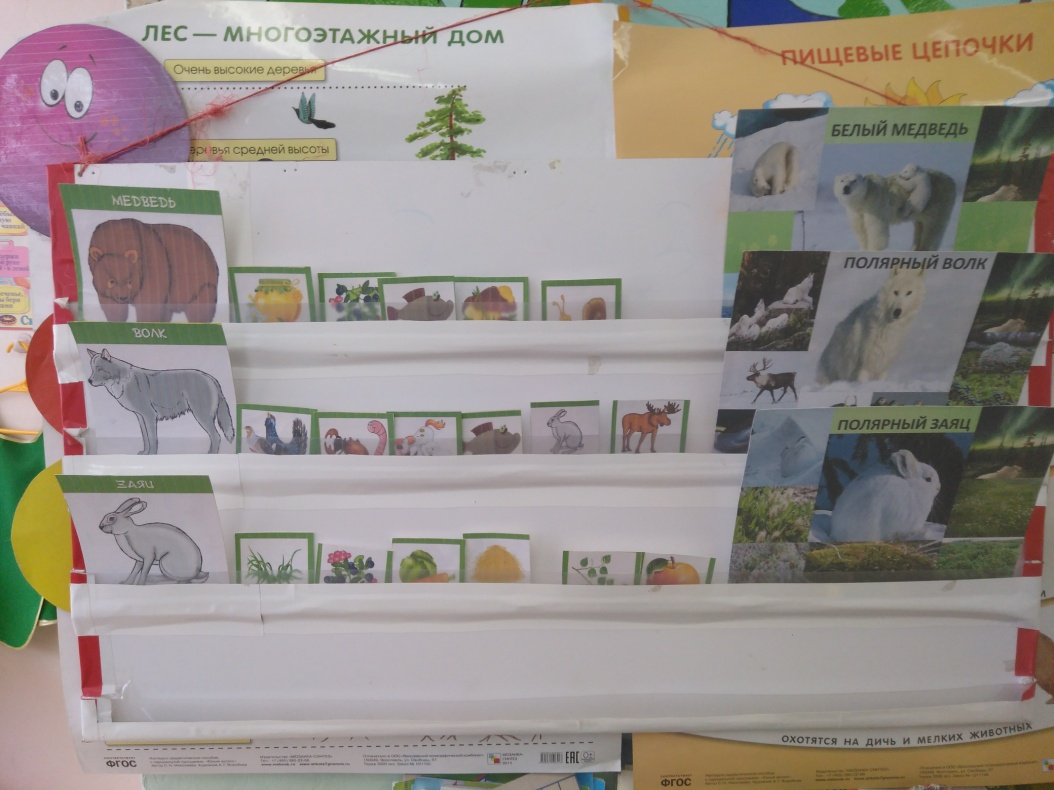 ЛЕС — МНОГОЭТАЖНЫЙ ДОМ
Очень высокие деревья
еревья средней высоты
ПИЩЕВЫЕ ЦЕПОЧКИ
БЕЛЫЙ МЕДВЕДЬ
МЕДВЕДЬ
ПОЛЯРНЫЙ ВОЛК
ВОЛК
ПОЛЯРНЫЙ ЗАЯЦ
ЗАЯЦ
ОХОТЯТСЯ НА ДИЧЬ И МЕЛКИХ ЖИВОТНЫХ
ФГОС
ФГОС